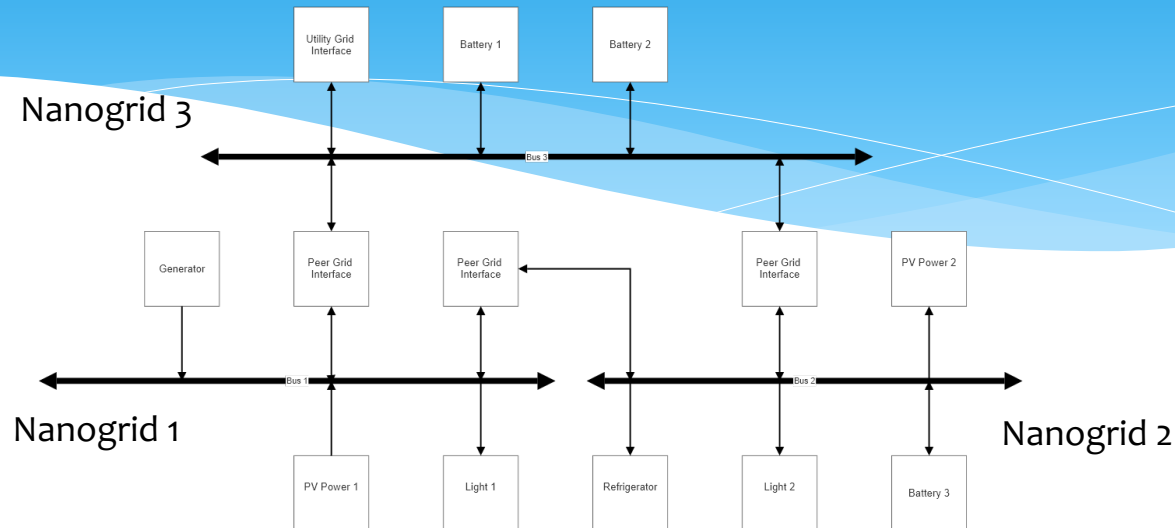 Utility Grid
Interface
Battery 1
Battery 2
Nanogrid 3
Bus 3
Generator
Peer Grid
Interface
Peer Grid
Interface
Peer Grid
Interface
PV Power 2
Bus 1
Bus 2
Nanogrid 1
Nanogrid 2
PV Power 1
Light 1
Refrigerator
Light 2
Battery 3